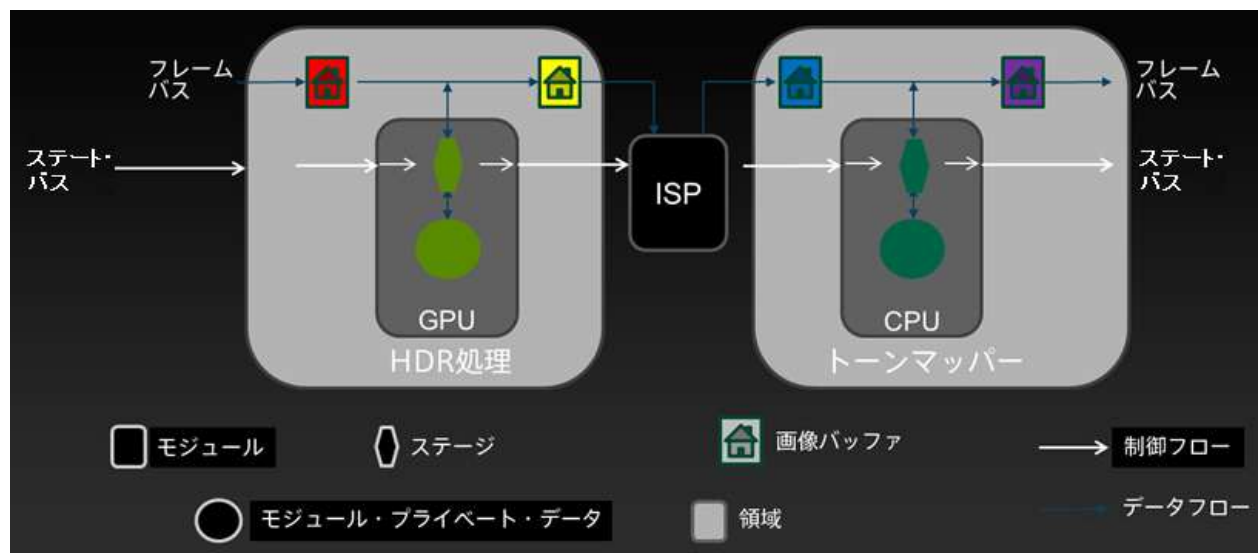 フレーム
バス
フレーム
バス
ステート・
バス
ISP
ステート・
バス
GPU
CPU
HDR処理
トーンマッパー
モジュール
ステージ
画像バッファ
制御フロー
モジュール・プライベート・データ
領域
データフロー